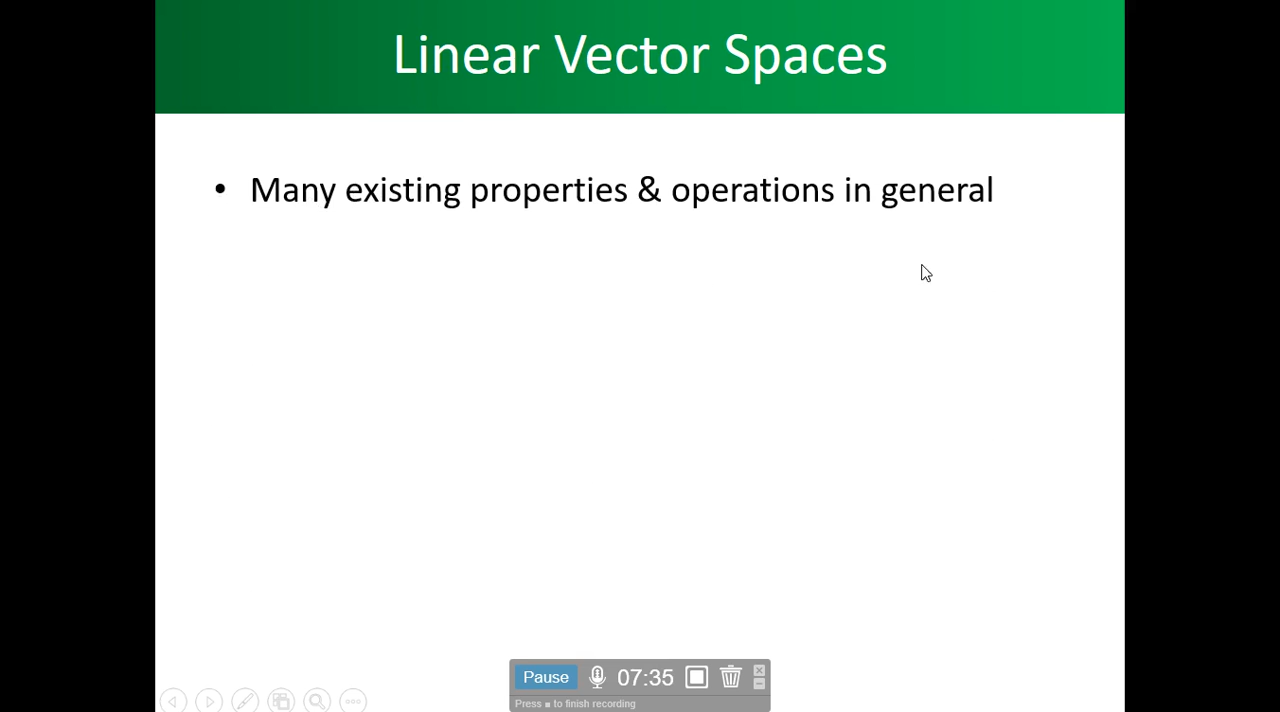 Linear Vector Spaces
• Many existing properties & operations in general
Pause 07:35
Press ■ to finish recording